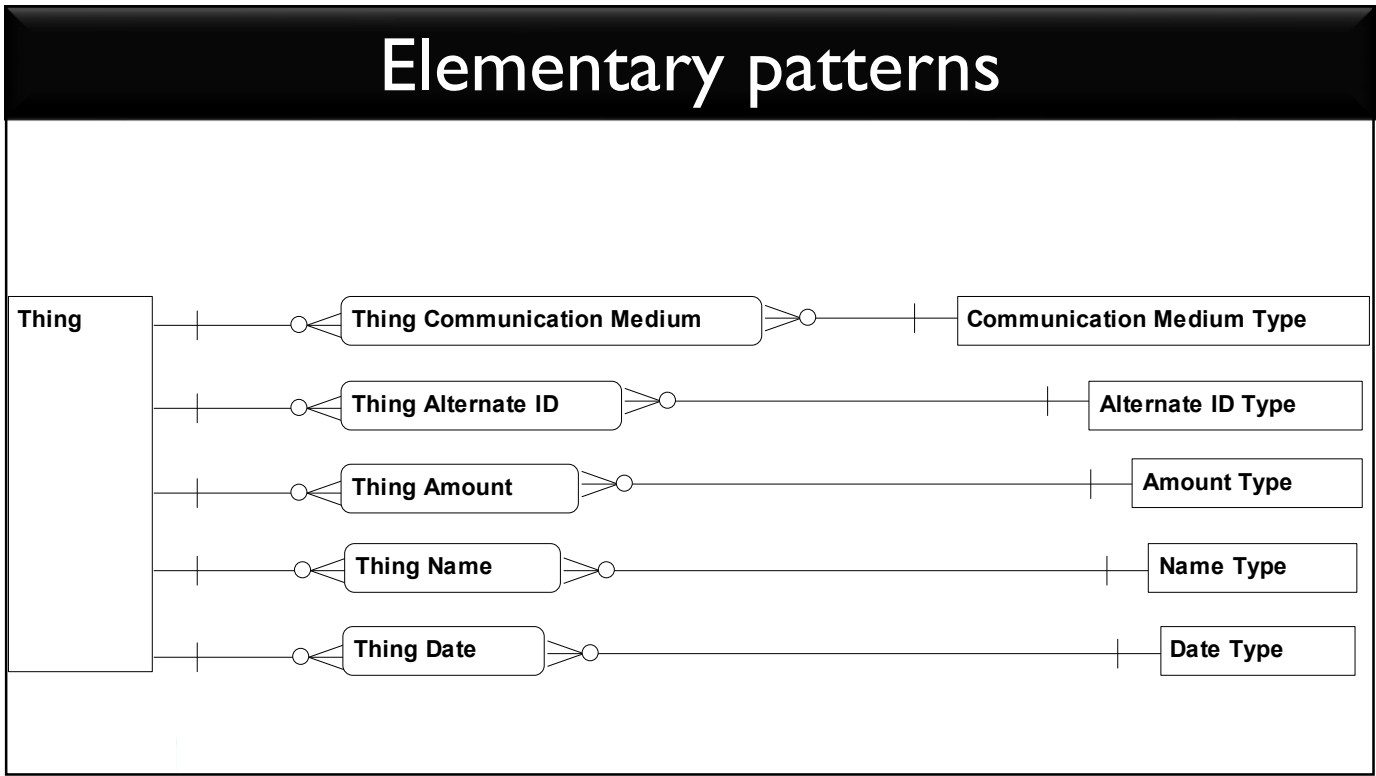 Elementary patterns
Thing
Thing Communication Medium
Communication Medium Type
Thing Alternate ID
Alternate ID Type
Thing Amount
Amount Type
Thing Name
Name Type
Thing Date
Date Type